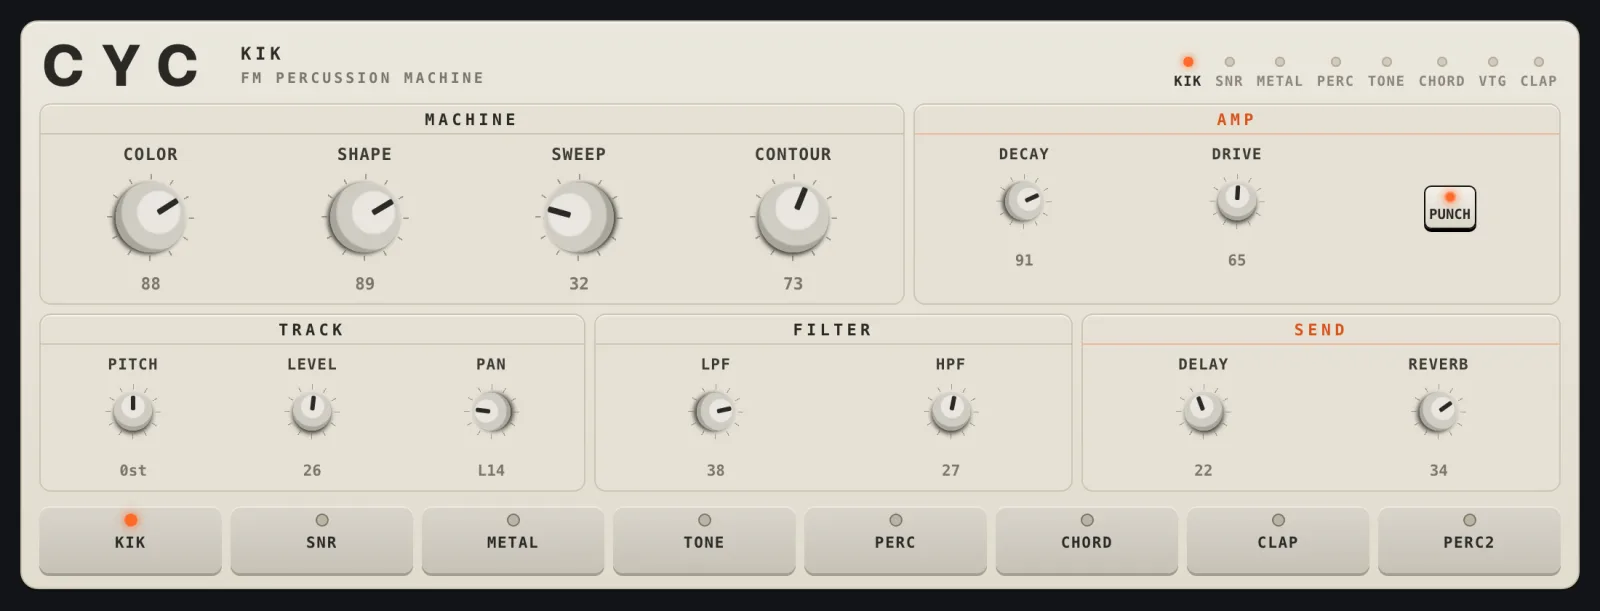 CYC
KIK
FM PERCUSSION MACHINE
KIK SNR METAL PERC TONE CHORD VTG CLAP
MACHINE
COLOR SHAPE SWEEP CONTOUR
88 89 32 73
AMP
DECAY DRIVE
PUNCH
91 65
TRACK
PITCH LEVEL PAN
0st 26 L14
FILTER
LPF HPF
38 27
SEND
DELAY REVERB
22 34
KIK SNR METAL TONE PERC CHORD CLAP PERC2